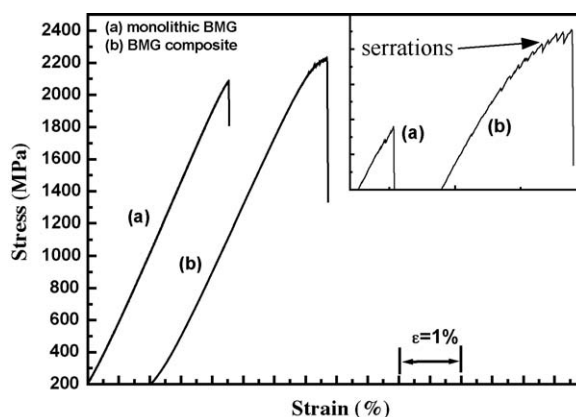 (a) monolithic BMG
(b) BMG composite
2400
2200
2000
1800
1600
1400
1200
1000
800
600
400
200
Stress (MPa)
(a)
(b)
serrations
(a)
(b)
ε=1%
Strain (%)